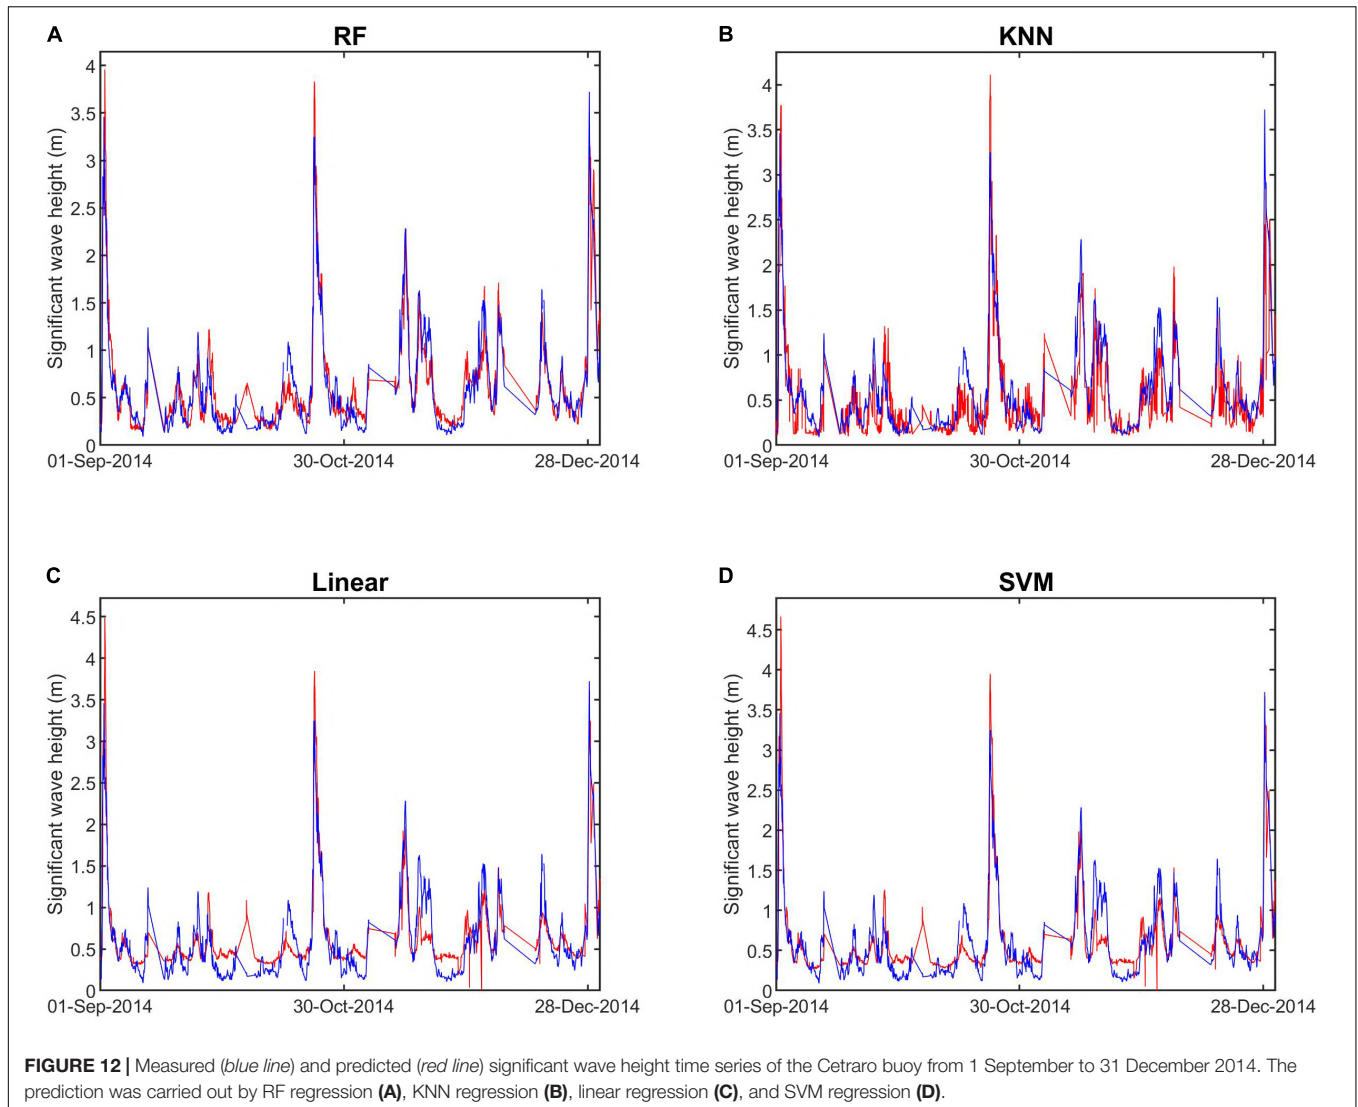 A
RF
Significant wave height (m)
4
3.5
3
2.5
2
1.5
1
0.5
0
01-Sep-2014 30-Oct-2014 28-Dec-2014
B
KNN
Significant wave height (m)
4
3.5
3
2.5
2
1.5
1
0.5
0
01-Sep-2014 30-Oct-2014 28-Dec-2014
C
Linear
Significant wave height (m)
4.5
4
3.5
3
2.5
2
1.5
1
0.5
0
01-Sep-2014 30-Oct-2014 28-Dec-2014
D
SVM
Significant wave height (m)
4.5
4
3.5
3
2.5
2
1.5
1
0.5
0
01-Sep-2014 30-Oct-2014 28-Dec-2014
FIGURE 12 | Measured (blue line) and predicted (red line) significant wave height time series of the Cetraro buoy from 1 September to 31 December 2014. The
prediction was carried out by RF regression (A), KNN regression (B), linear regression (C), and SVM regression (D).